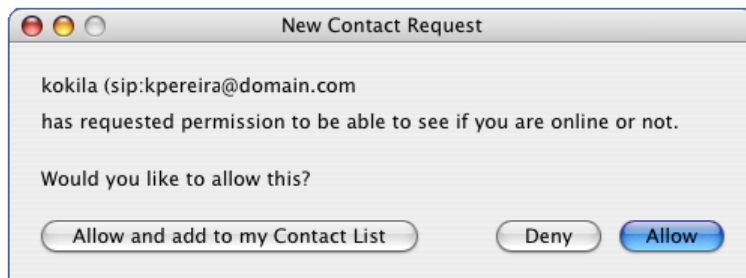 New Contact Request
kokila (sip:kpereira@domain.com
has requested permission to be able to see if you are online or not.
Would you like to allow this?
Allow and add to my Contact List Deny Allow